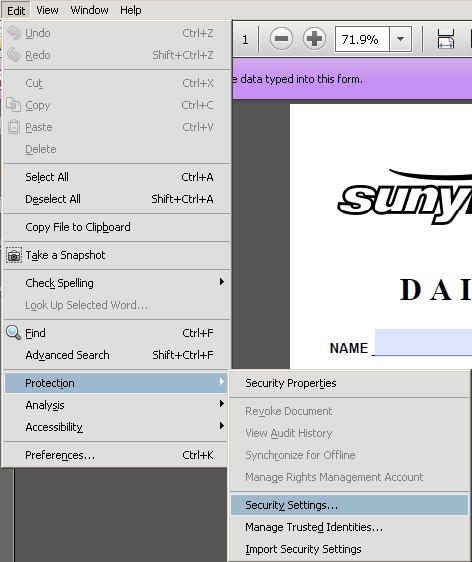 Edit View Window Help
Undo Ctrl+Z
Redo Shift+Ctrl+Z
Cut Ctrl+X
Copy Ctrl+C
Paste Ctrl+V
Delete
Select All Ctrl+A
Deselect All Shift+Ctrl+A
Copy File to Clipboard
Take a Snapshot
Check Spelling
Look Up Selected Word...
Find Ctrl+F
Advanced Search Shift+Ctrl+F
Protection
Analysis
Accessibility
Preferences... Ctrl+K
1 71.9%
e data typed into this form.
suny
DAI
NAME
Security Properties
Revoke Document
View Audit History
Synchronize for Offline
Manage Rights Management Account
Security Settings...
Manage Trusted Identities...
Import Security Settings